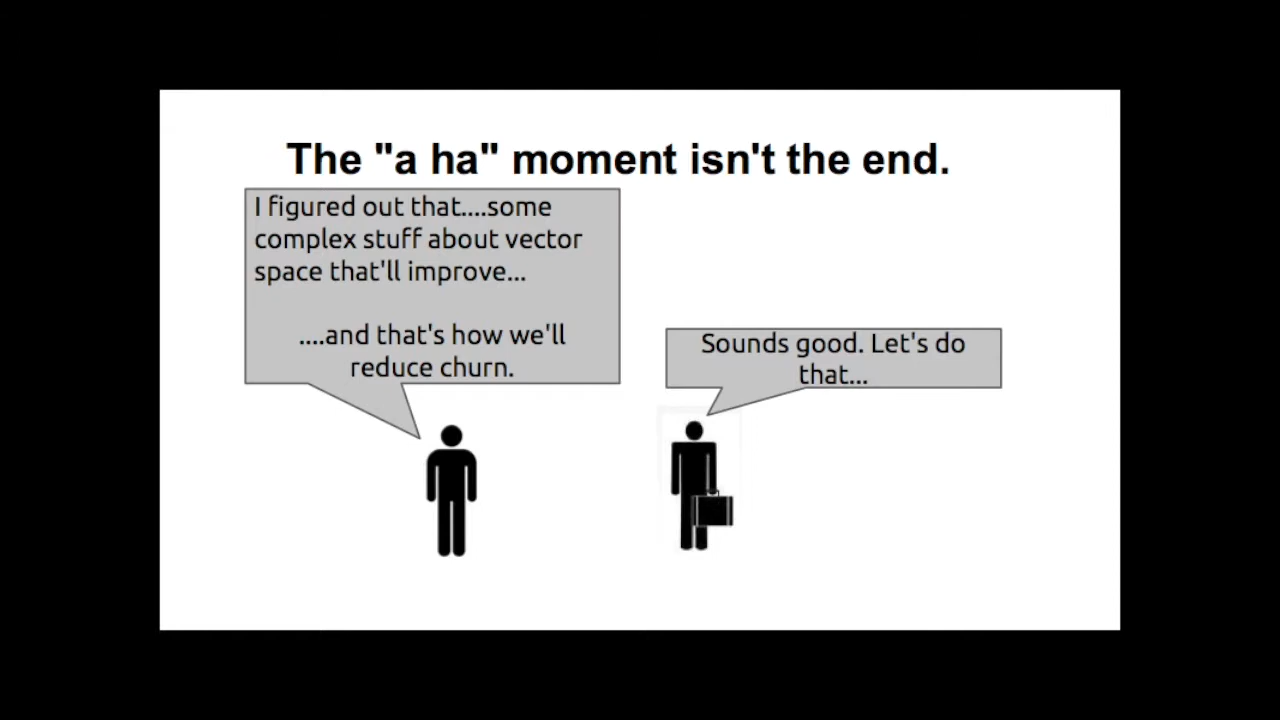 The "a ha" moment isn't the end.
I figured out that....some
complex stuff about vector
space that'll improve...
....and that's how we'll
reduce churn.
Sounds good. Let's do
that...